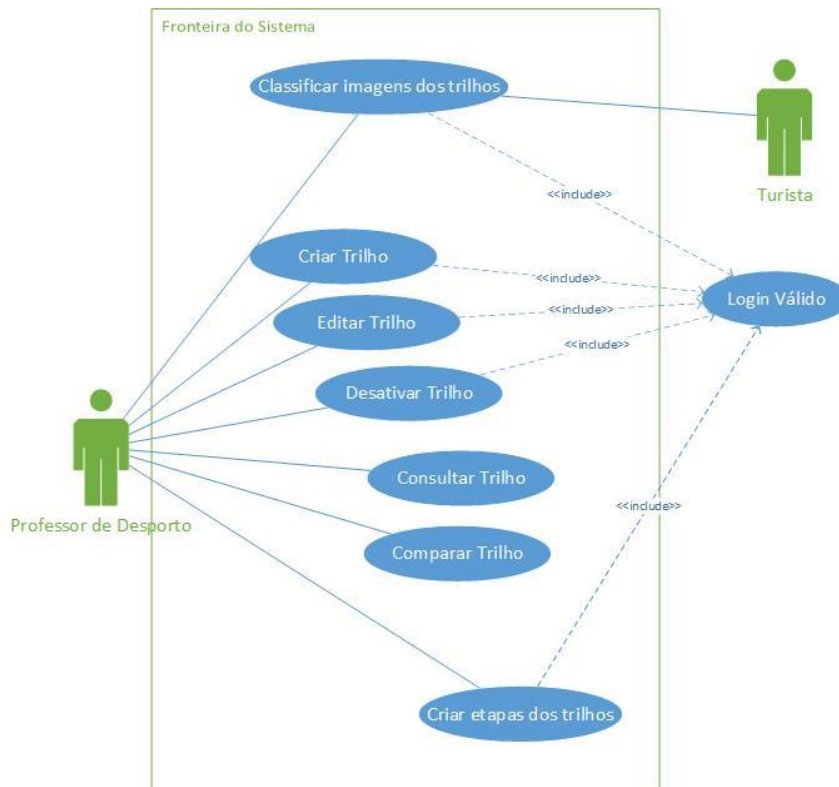 Fronteira do Sistema
Classificar imagens dos trilhos
Turista
<<include>>
Criar Trilho
<<include>>
Login Válido
Editar Trilho
<<include>>
<<include>>
Desativar Trilho
Consultar Trilho
<<include>>
Professor de Desporto
Comparar Trilho
Criar etapas dos trilhos